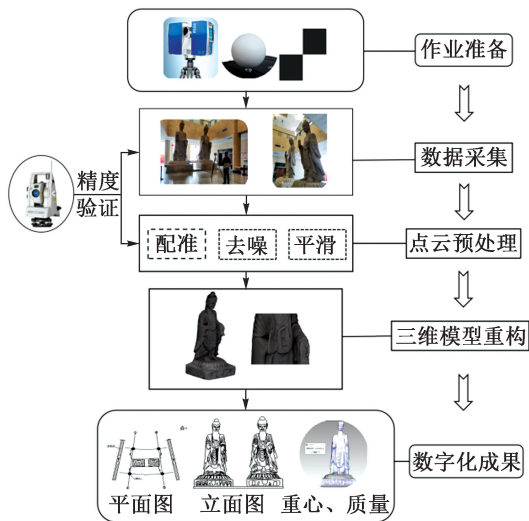 作业准备
数据采集
精度
验证
配准
去噪
平滑
点云预处理
三维模型重构
平面图
立面图
重心、质量
数字化成果